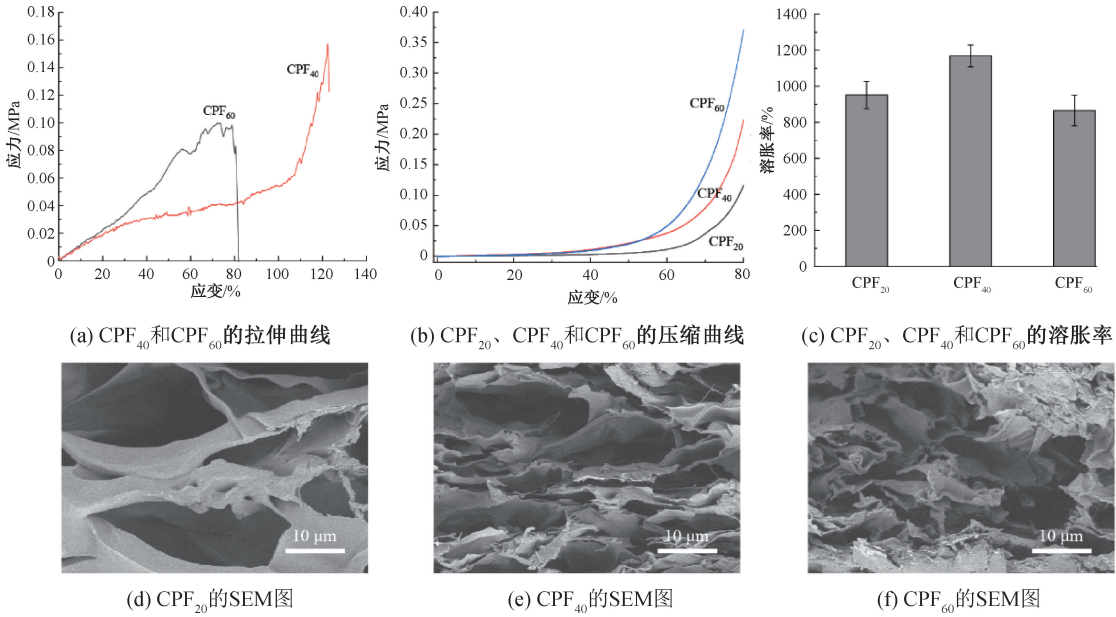 0.18
0.16
0.14
0.12
0.10
0.08
0.06
0.04
0.02
0
应力/MPa
CPF₄₀
CPF₆₀
0 20 40 60 80 100 120 140
应变/%
(a) CPF₄₀和CPF₆₀的拉伸曲线
0.40
0.35
0.30
0.25
0.20
0.15
0.10
0.05
0
应力/MPa
CPF₆₀
CPF₄₀
CPF₂₀
0 20 40 60 80
应变/%
(b) CPF₂₀、CPF₄₀和CPF₆₀的压缩曲线
1400
1200
1000
800
600
400
200
0
溶胀率/%
CPF₂₀ CPF₄₀ CPF₆₀
(c) CPF₂₀、CPF₄₀和CPF₆₀的溶胀率
10 μm
(d) CPF₂₀的SEM图
10 μm
(e) CPF₄₀的SEM图
10 μm
(f) CPF₆₀的SEM图